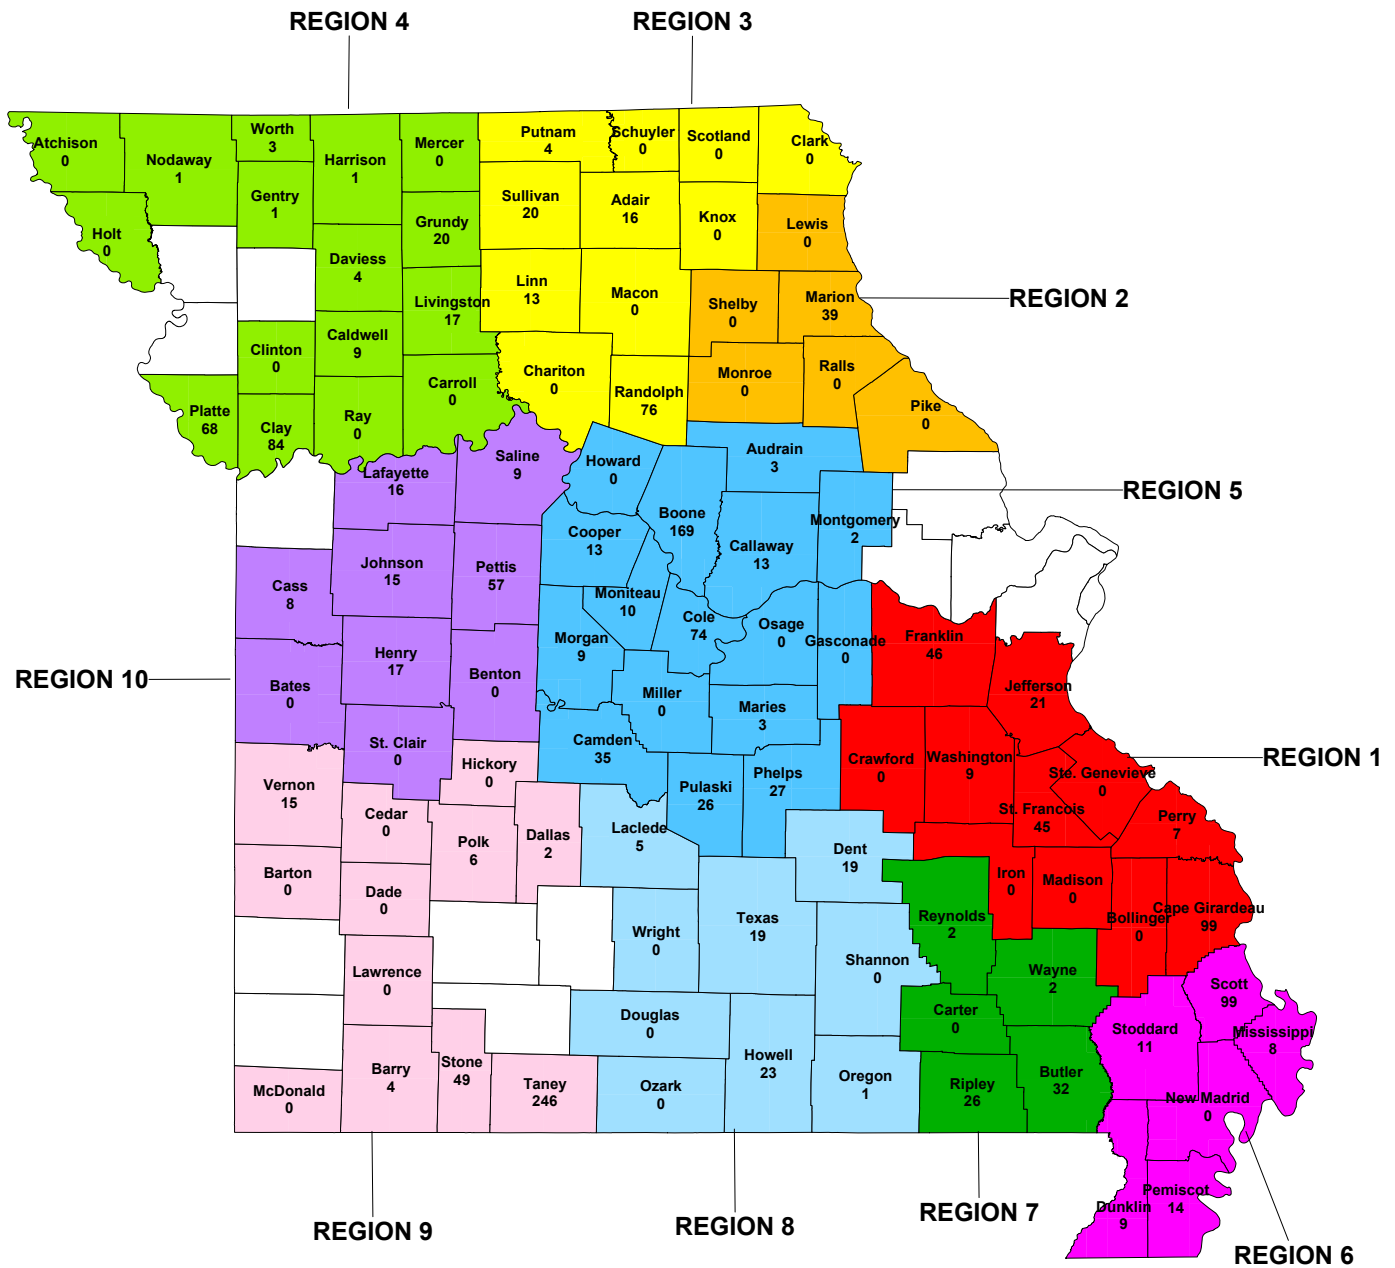 REGION 4
REGION 3
Atchison
0
Nodaway
1
Worth
3
Harrison
1
Mercer
0
Putnam
4
Schuyler
0
Scotland
0
Clark
0
Gentry
1
Holt
0
Grundy
20
Sullivan
20
Adair
16
Knox
0
Lewis
0
Daviess
4
Livingston
17
Linn
13
Macon
0
Shelby
0
Marion
39
REGION 2
Clinton
0
Caldwell
9
Carroll
0
Chariton
0
Randolph
76
Monroe
0
Ralls
0
Pike
0
Platte
68
Clay
84
Ray
0
Lafayette
16
Saline
9
Howard
0
Audrain
3
REGION 5
Boone
169
Montgomery
2
Cooper
13
Callaway
13
Cass
8
Johnson
15
Pettis
57
Moniteau
10
Cole
74
Osage
0
Gasconade
0
Franklin
46
Morgan
9
Henry
17
Benton
0
REGION 10
Bates
0
Miller
0
Maries
3
Jefferson
21
St. Clair
0
Camden
35
Hickory
0
Crawford
0
Washington
9
REGION 1
Ste. Genevieve
0
Vernon
15
Pulaski
26
Phelps
27
St. Francois
45
Perry
7
Cedar
0
Polk
6
Dallas
2
Laclede
5
Dent
19
Barton
0
Dade
0
Iron
0
Madison
0
Bollinger
0
Cape Girardeau
99
Reynolds
2
Texas
19
Wright
0
Shannon
0
Lawrence
0
Wayne
2
Scott
99
Douglas
0
Carter
0
Stoddard
11
Mississippi
8
Howell
23
Barry
4
Stone
49
Taney
246
Ozark
0
Oregon
1
Ripley
26
Butler
32
McDonald
0
New Madrid
0
Pemiscot
14
Dunklin
9
REGION 9
REGION 8
REGION 7
REGION 6